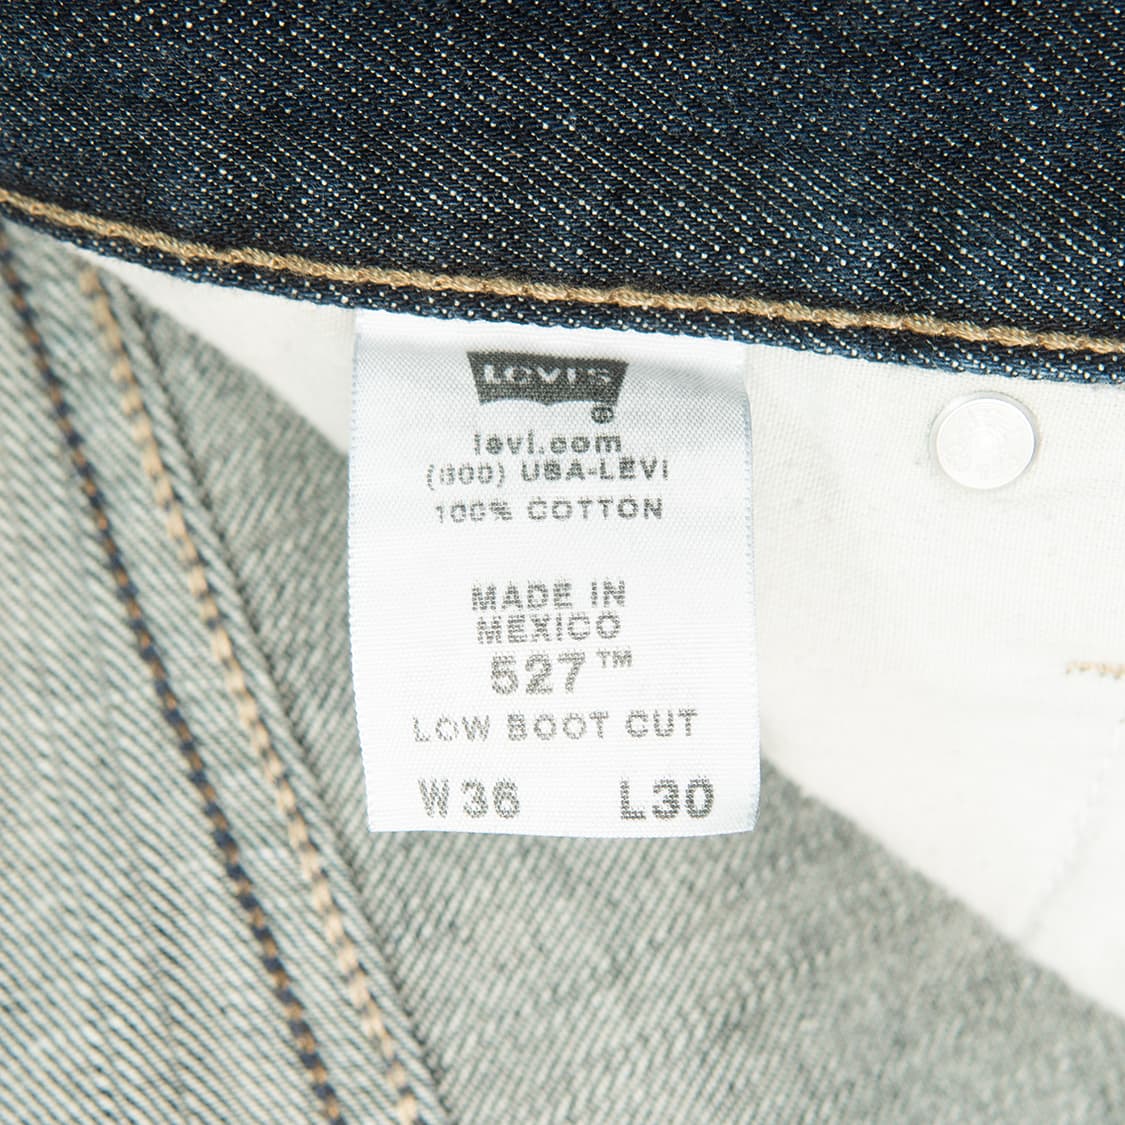 LEVI'S
®
levi.com
(800) USA-LEVI
100% COTTON
MADE IN
MEXICO
527™
LOW BOOT CUT
W36 L30